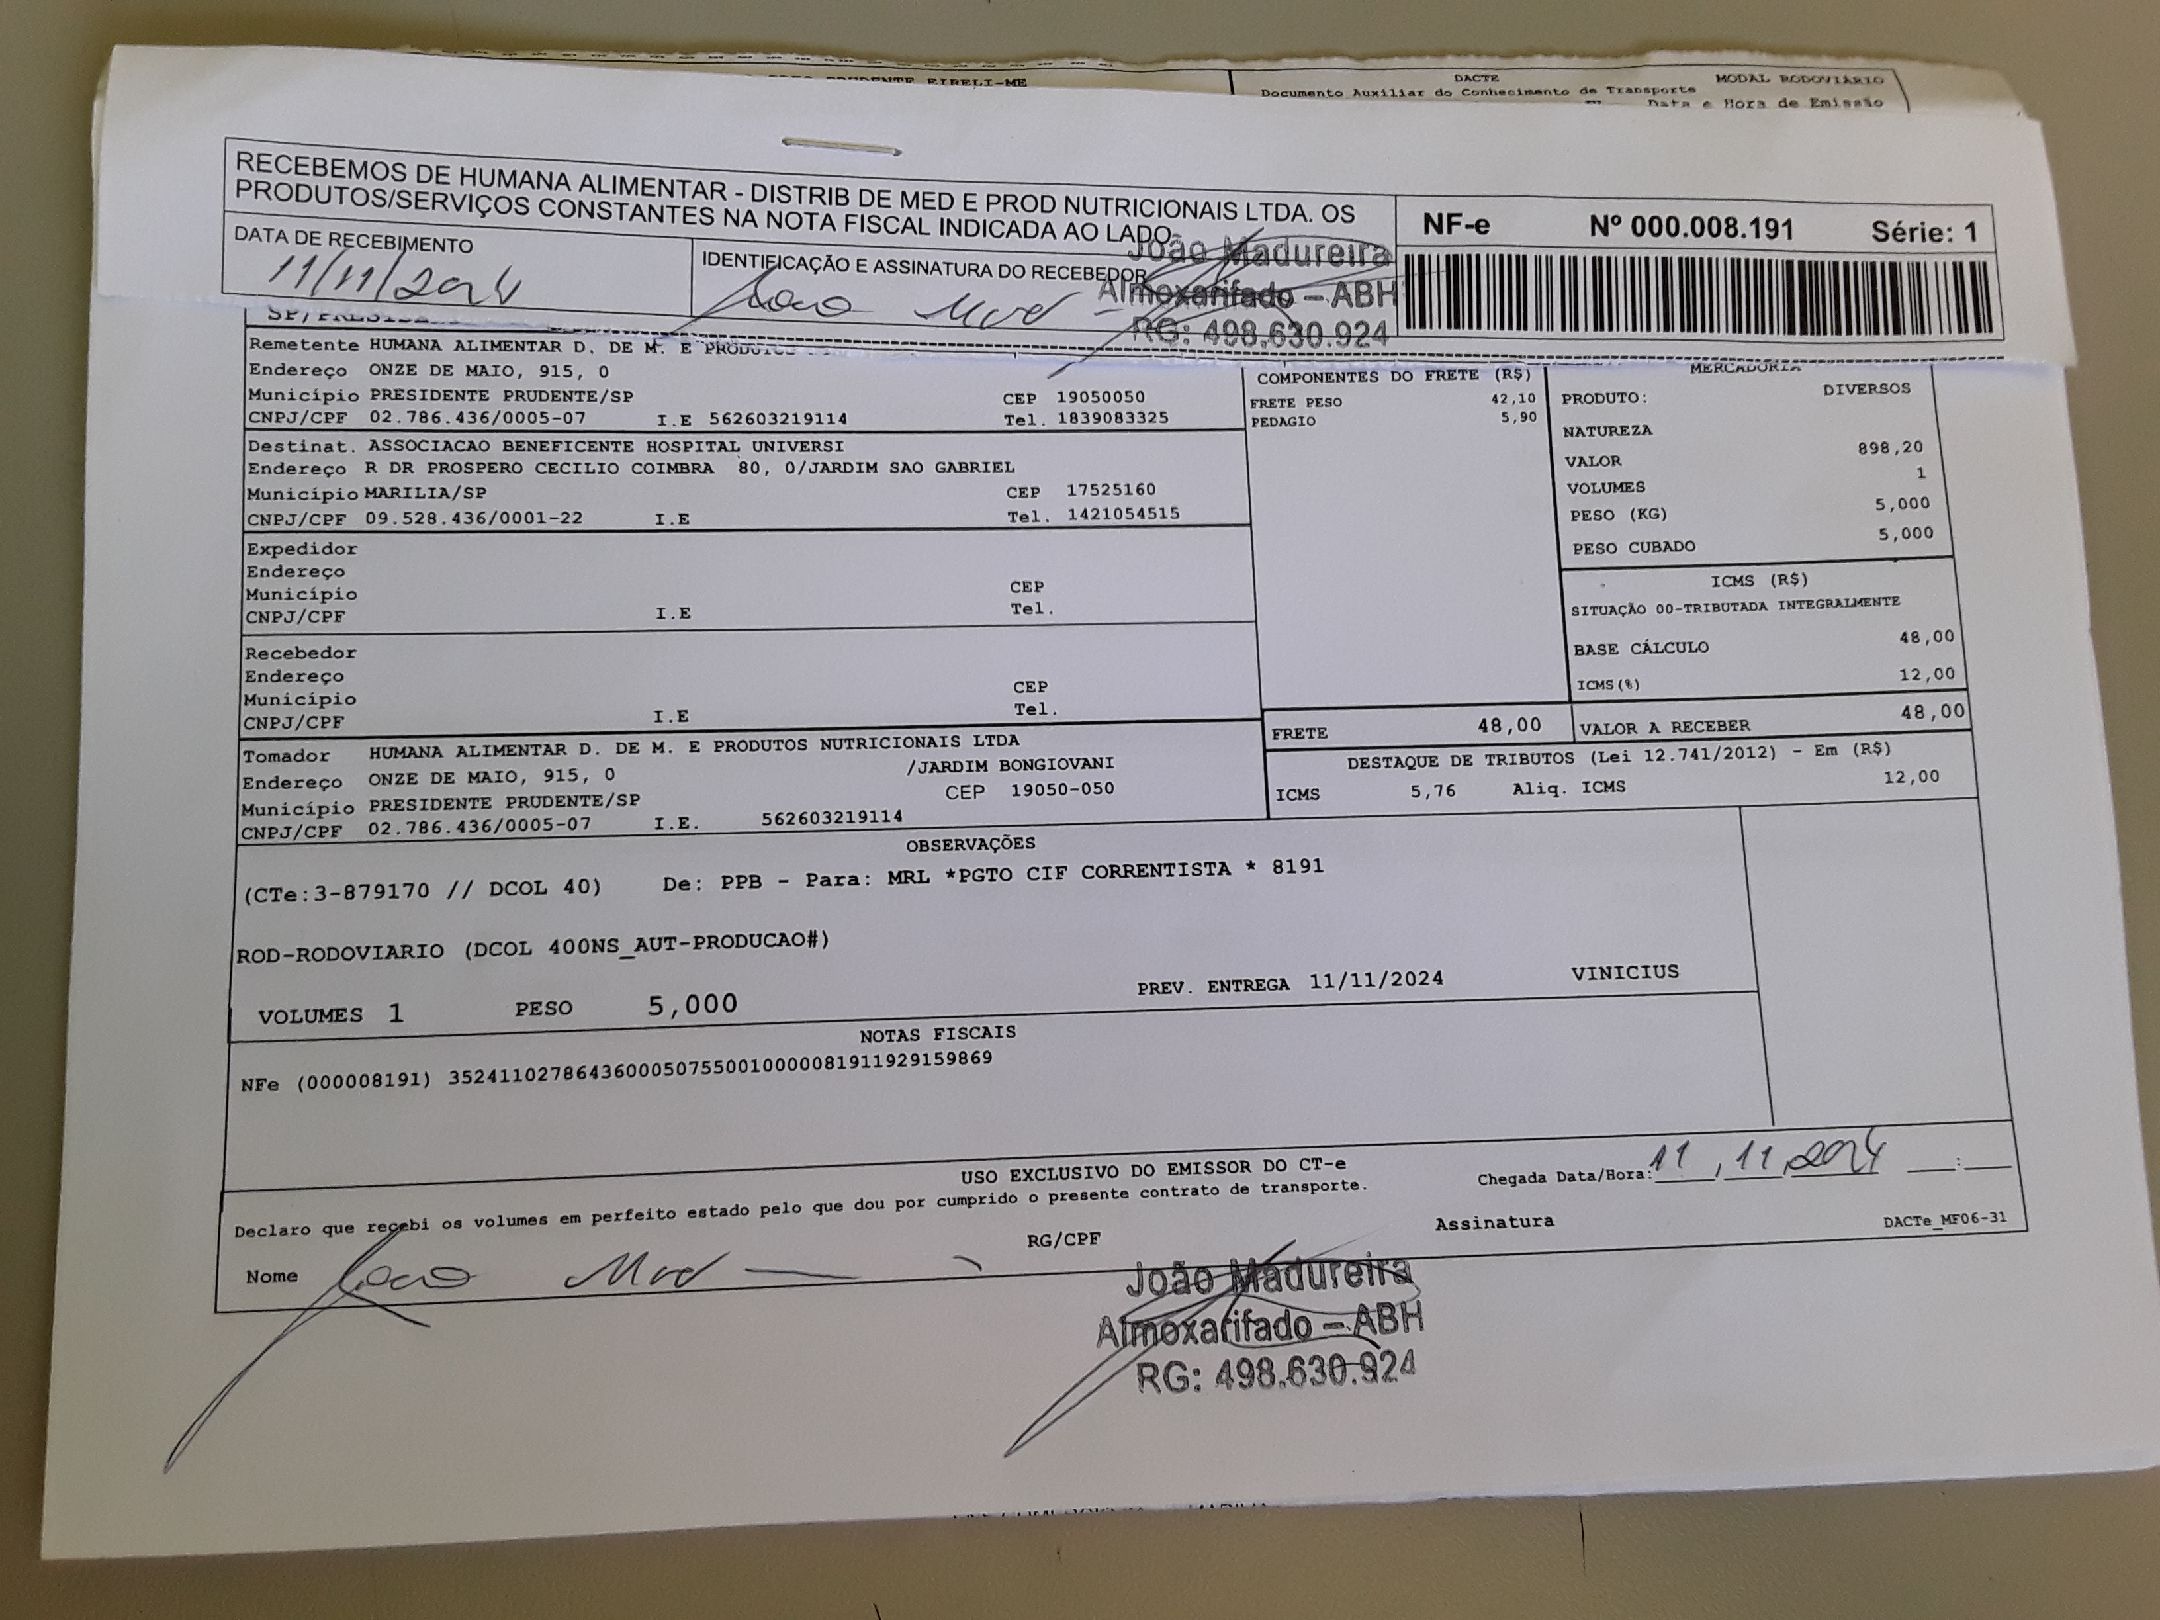 PRUDENTE EIRELI-ME
DACTE
MODAL RODOVIÁRIO
Documento Auxiliar do Conhecimento de Transporte
Data e Hora de Emissão
RECEBEMOS DE HUMANA ALIMENTAR - DISTRIB DE MED E PROD NUTRICIONAIS LTDA. OS
PRODUTOS/SERVIÇOS CONSTANTES NA NOTA FISCAL INDICADA AO LADO
NF-e Nº 000.008.191 Série: 1
DATA DE RECEBIMENTO
11/11/2024
IDENTIFICAÇÃO E ASSINATURA DO RECEBEDOR
João Mad
João Madureira
Almoxarifado – ABH
RG: 498.630.924
Remetente HUMANA ALIMENTAR D. DE M. E PRODUTOS
Endereço ONZE DE MAIO, 915, 0
Município PRESIDENTE PRUDENTE/SP CEP 19050050
CNPJ/CPF 02.786.436/0005-07 I.E 562603219114 Tel. 1839083325
Destinat. ASSOCIACAO BENEFICENTE HOSPITAL UNIVERSI
Endereço R DR PROSPERO CECILIO COIMBRA 80, 0/JARDIM SAO GABRIEL
Município MARILIA/SP CEP 17525160
CNPJ/CPF 09.528.436/0001-22 I.E Tel. 1421054515
Expedidor
Endereço
Município CEP
CNPJ/CPF I.E Tel.
Recebedor
Endereço
Município CEP
CNPJ/CPF I.E Tel.
Tomador HUMANA ALIMENTAR D. DE M. E PRODUTOS NUTRICIONAIS LTDA
Endereço ONZE DE MAIO, 915, 0 /JARDIM BONGIOVANI
Município PRESIDENTE PRUDENTE/SP CEP 19050-050
CNPJ/CPF 02.786.436/0005-07 I.E. 562603219114
COMPONENTES DO FRETE (R$)
FRETE PESO 42,10
PEDAGIO 5,90
MERCADORIA
PRODUTO: DIVERSOS
NATUREZA
VALOR 898,20
VOLUMES 1
PESO (KG) 5,000
PESO CUBADO 5,000
ICMS (R$)
SITUAÇÃO 00-TRIBUTADA INTEGRALMENTE
BASE CÁLCULO 48,00
ICMS(%) 12,00
FRETE 48,00 VALOR A RECEBER 48,00
DESTAQUE DE TRIBUTOS (Lei 12.741/2012) - Em (R$)
ICMS 5,76 Aliq. ICMS 12,00
OBSERVAÇÕES
(CTe:3-879170 // DCOL 40) De: PPB - Para: MRL *PGTO CIF CORRENTISTA * 8191
ROD-RODOVIARIO (DCOL 400NS_AUT-PRODUCAO#)
VOLUMES 1 PESO 5,000 PREV. ENTREGA 11/11/2024 VINICIUS
NOTAS FISCAIS
NFe (000008191) 35241102786436000507550010000081911929159869
USO EXCLUSIVO DO EMISSOR DO CT-e
Declaro que recebi os volumes em perfeito estado pelo que dou por cumprido o presente contrato de transporte.
Chegada Data/Hora: 11,11,2024 __:__
Nome João Mad RG/CPF Assinatura DACTe_MF06-31
João Madureira
Almoxarifado – ABH
RG: 498.630.924